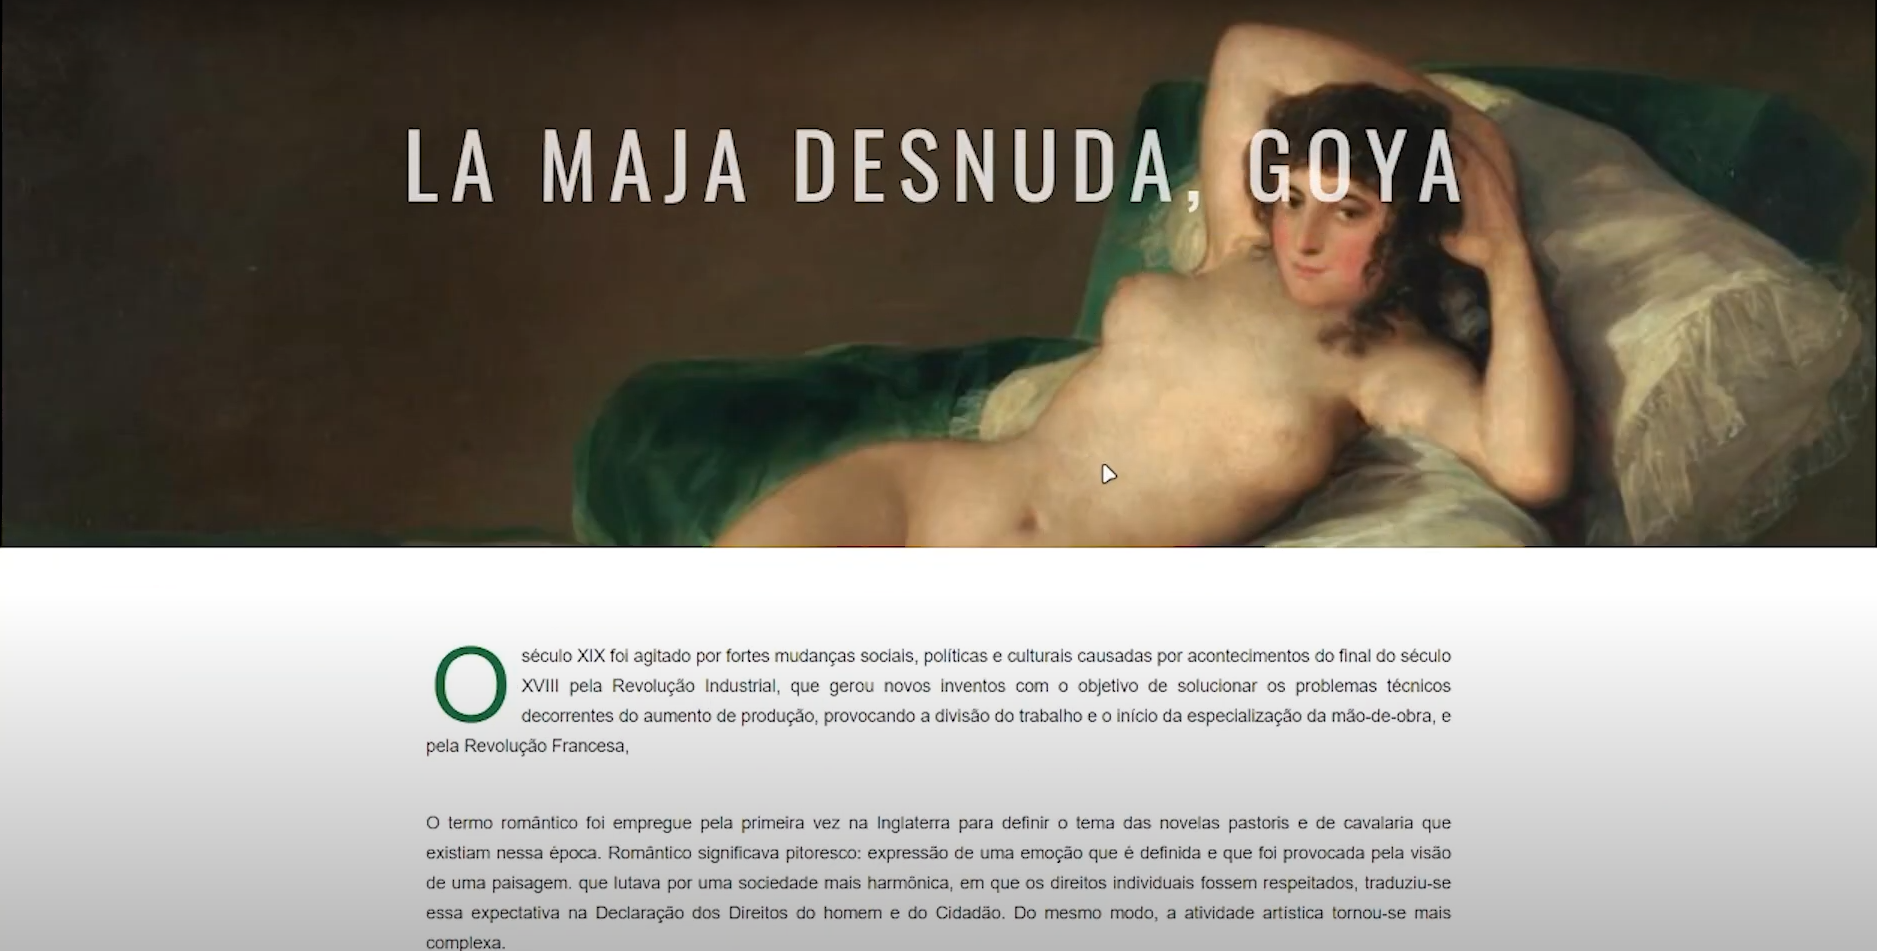 LA MAJA DESNUDA, GOYA
O século XIX foi agitado por fortes mudanças sociais, políticas e culturais causadas por acontecimentos do final do século
XVIII pela Revolução Industrial, que gerou novos inventos com o objetivo de solucionar os problemas técnicos
decorrentes do aumento de produção, provocando a divisão do trabalho e o início da especialização da mão-de-obra, e
pela Revolução Francesa,
O termo romântico foi empregue pela primeira vez na Inglaterra para definir o tema das novelas pastoris e de cavalaria que
existiam nessa época. Romântico significava pitoresco: expressão de uma emoção que é definida e que foi provocada pela visão
de uma paisagem. que lutava por uma sociedade mais harmônica, em que os direitos individuais fossem respeitados, traduziu-se
essa expectativa na Declaração dos Direitos do homem e do Cidadão. Do mesmo modo, a atividade artística tornou-se mais
complexa.